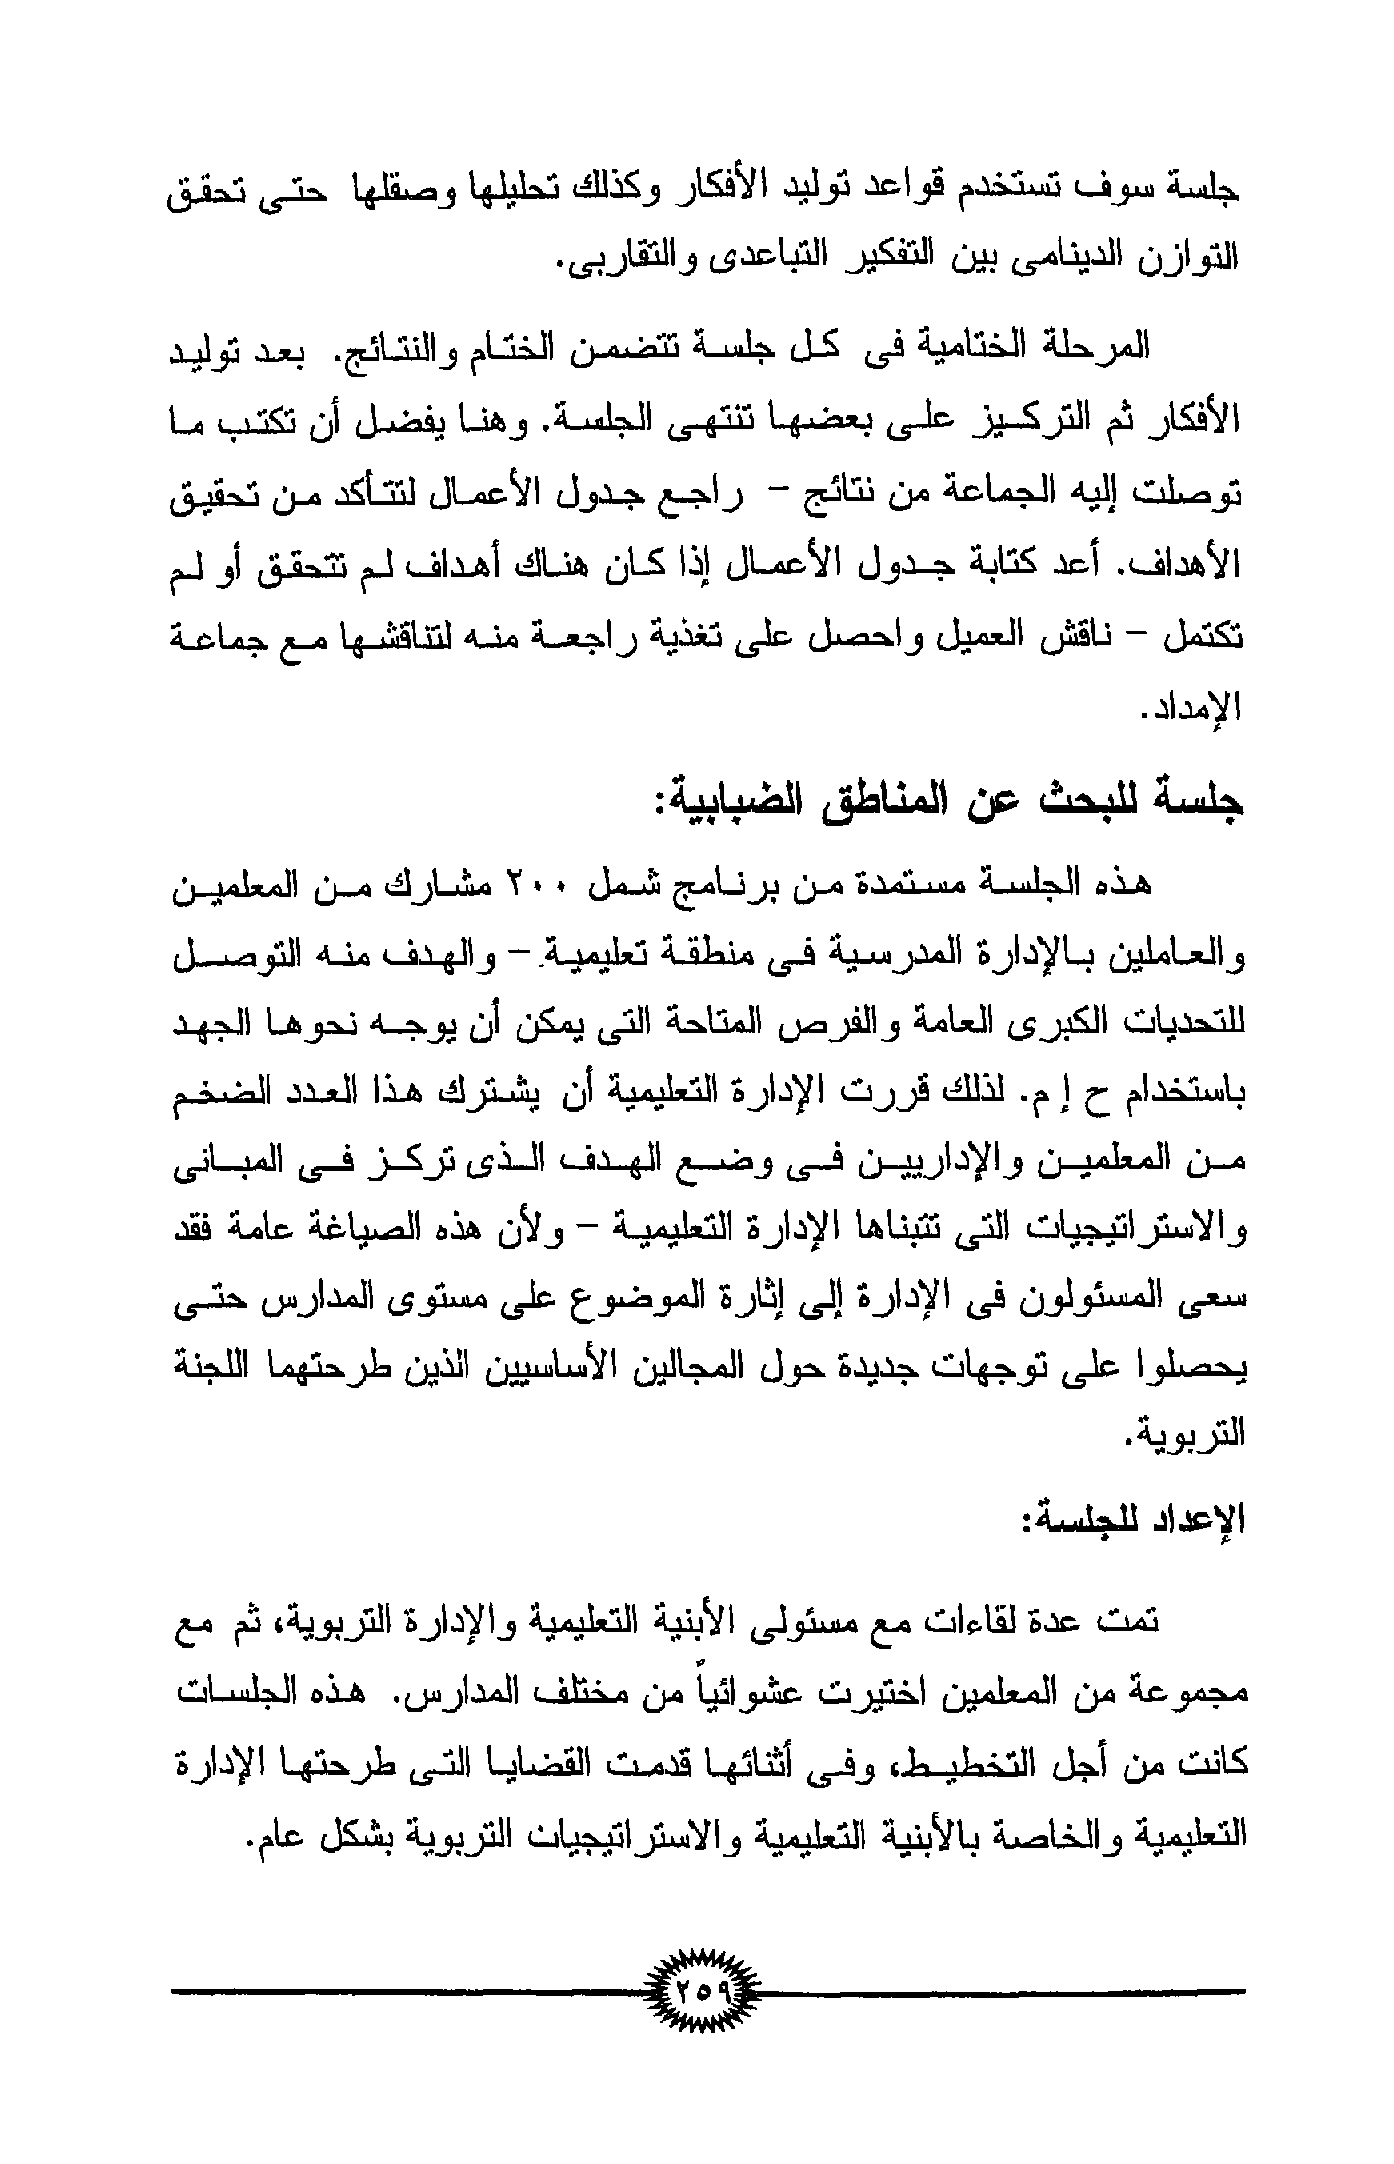 جلسة سوف تستخدم قواعد توليد الأفكار وكذلك تحليلها وصقلها حتى تحقق
التوازن الدينامى بين التفكير التباعدى والتقاربى.
المرحلة الختامية فى كل جلسة تتضمن الختام والنتائج. بعد توليد
الأفكار ثم التركيز على بعضها تنتهى الجلسة. وهنا يفضل أن تكتب ما
توصلت إليه الجماعة من نتائج – راجع جدول الأعمال لتتأكد من تحقيق
الأهداف. أعد كتابة جدول الأعمال إذا كان هناك أهداف لم تتحقق أو لم
تكتمل – ناقش العميل واحصل على تغذية راجعة منه لتناقشها مع جماعة
الإمداد.
جلسة للبحث عن المناطق الضبابية:
هذه الجلسة مستمدة من برنامج شمل ٢٠٠ مشارك من المعلمين
والعاملين بالإدارة المدرسية فى منطقة تعليمية – والهدف منه التوصل
للتحديات الكبرى العامة والفرص المتاحة التى يمكن أن يوجه نحوها الجهد
باستخدام ح إ م. لذلك قررت الإدارة التعليمية أن يشترك هذا العدد الضخم
من المعلمين والإداريين فى وضع الهدف الذى تركز فى المبانى
والاستراتيجيات التى تتبناها الإدارة التعليمية – ولأن هذه الصياغة عامة فقد
سعى المسئولون فى الإدارة إلى إثارة الموضوع على مستوى المدارس حتى
يحصلوا على توجهات جديدة حول المجالين الأساسيين الذين طرحتهما اللجنة
التربوية.
الإعداد للجلسة:
تمت عدة لقاءات مع مسئولى الأبنية التعليمية والإدارة التربوية، ثم مع
مجموعة من المعلمين اختيرت عشوائياً من مختلف المدارس. هذه الجلسات
كانت من أجل التخطيط، وفى أثنائها قدمت القضايا التى طرحتها الإدارة
التعليمية والخاصة بالأبنية التعليمية والاستراتيجيات التربوية بشكل عام.
٢٥٩